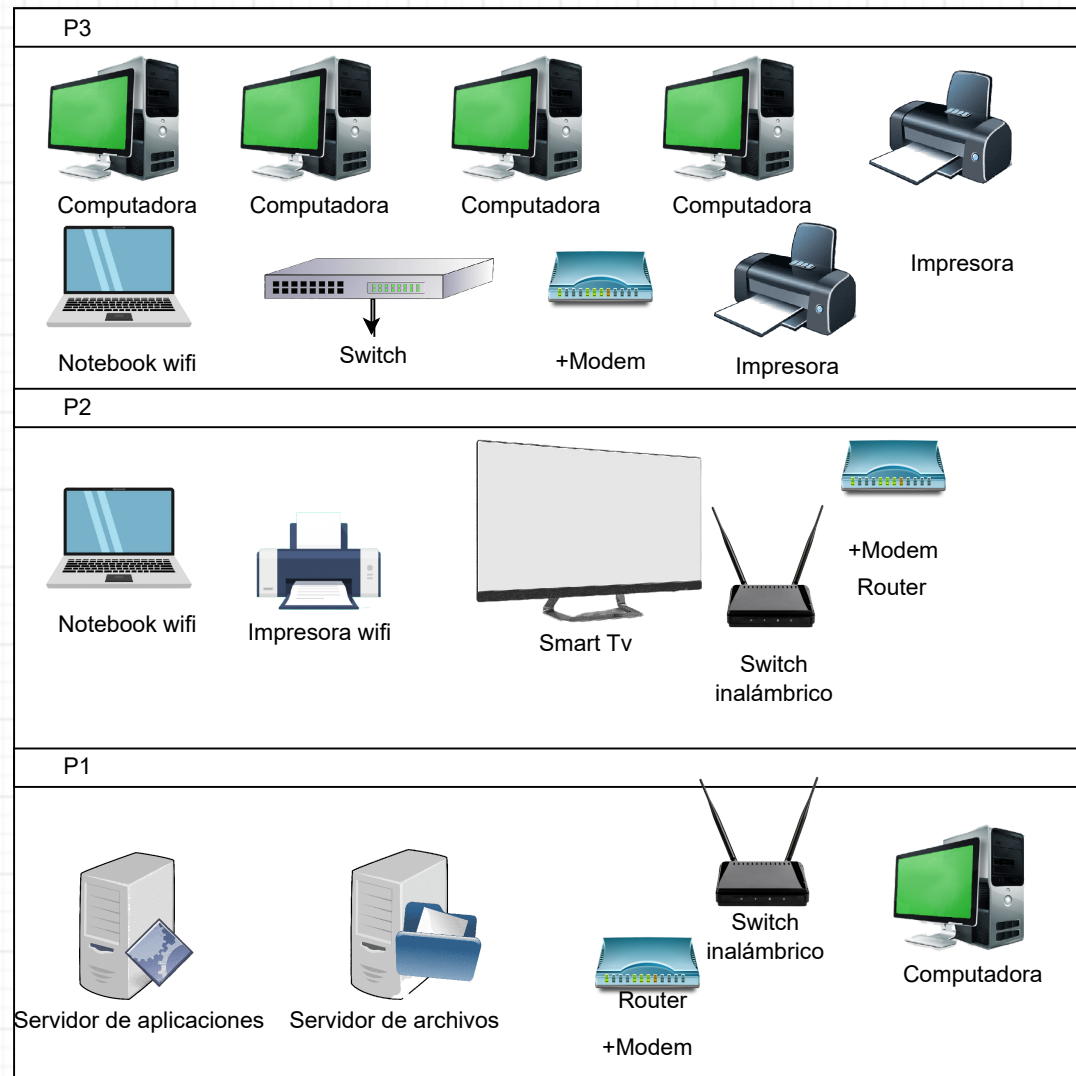 P3
Computadora
Computadora
Computadora
Computadora
Impresora
Notebook wifi
Switch
+Modem
Impresora
P2
Notebook wifi
Impresora wifi
Smart Tv
Switch
inalámbrico
+Modem
Router
P1
Servidor de aplicaciones
Servidor de archivos
Router
+Modem
Switch
inalámbrico
Computadora